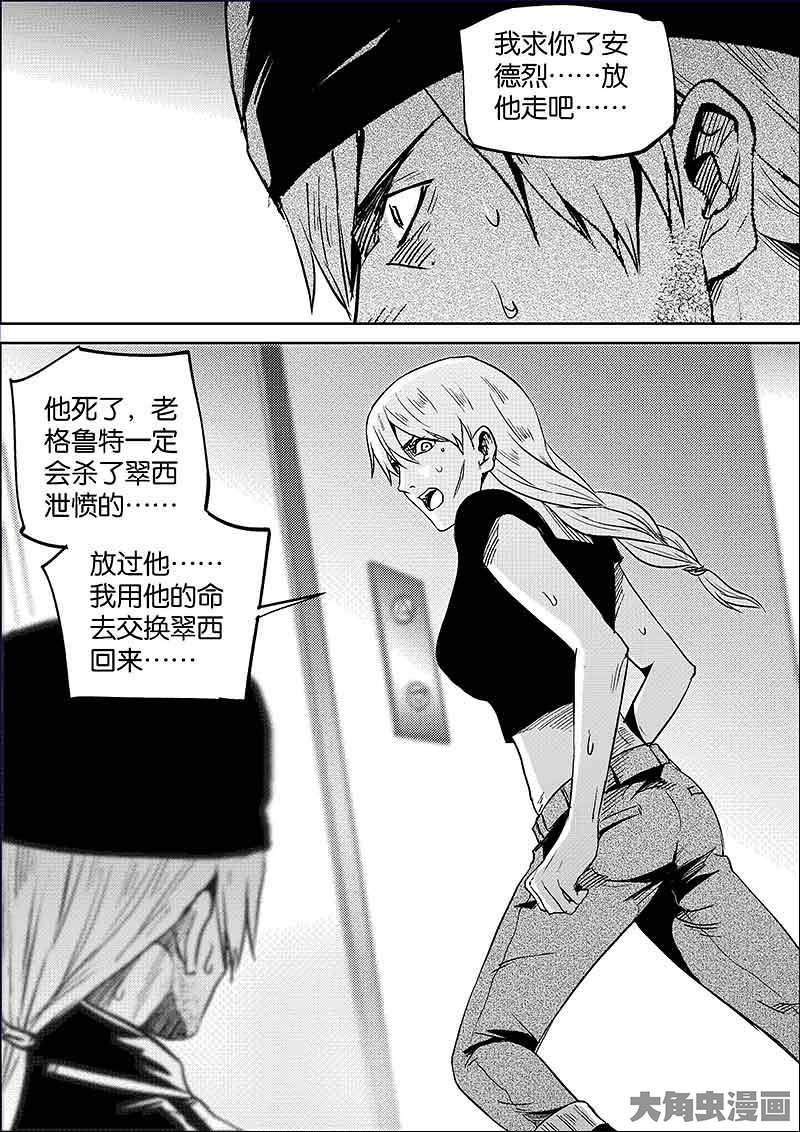 我求你了安
德烈……放
他走吧……
他死了，老
格鲁特一定
会杀了翠西
泄愤的……
放过他……
我用他的命
去交换翠西
回来……
大角虫漫画